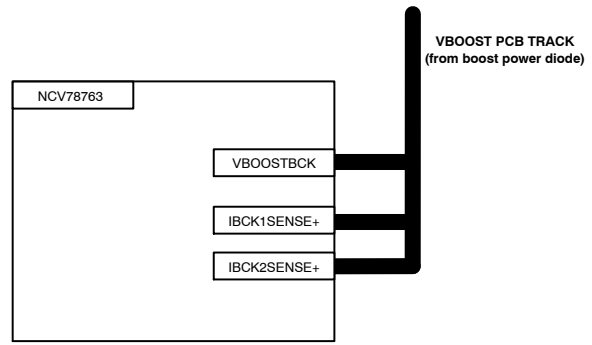 VBOOST PCB TRACK
(from boost power diode)
NCV78763
VBOOSTBCK
IBCK1SENSE+
IBCK2SENSE+